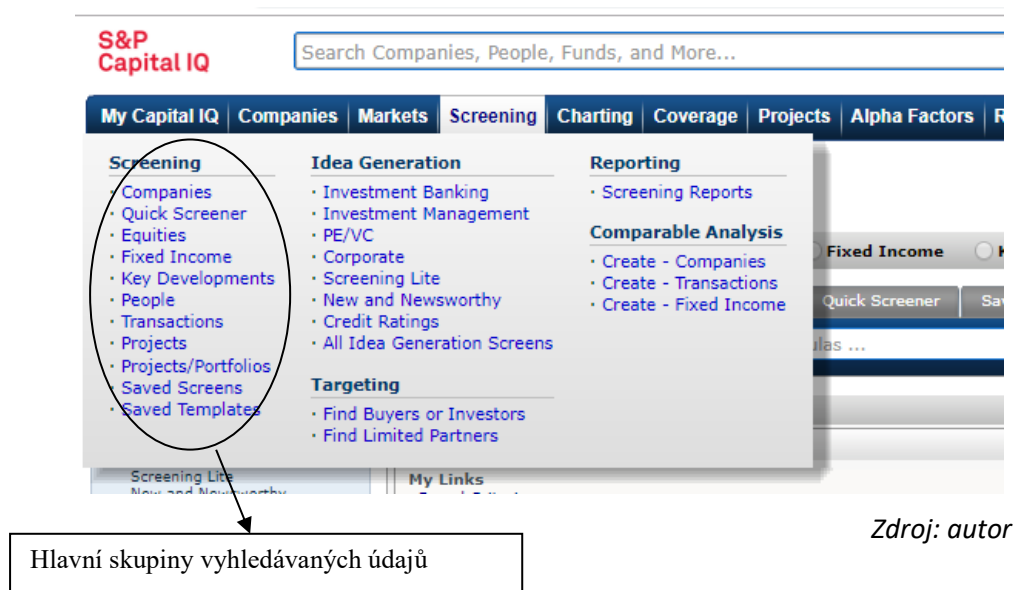 S&P
Capital IQ
Search Companies, People, Funds, and More...
My Capital IQ Companies Markets Screening Charting Coverage Projects Alpha Factors
Screening
· Companies
· Quick Screener
· Equities
· Fixed Income
· Key Developments
· People
· Transactions
· Projects
· Projects/Portfolios
· Saved Screens
· Saved Templates
Idea Generation
· Investment Banking
· Investment Management
· PE/VC
· Corporate
· Screening Lite
· New and Newsworthy
· Credit Ratings
· All Idea Generation Screens
Targeting
· Find Buyers or Investors
· Find Limited Partners
Reporting
· Screening Reports
Comparable Analysis
· Create - Companies
· Create - Transactions
· Create - Fixed Income
Fixed Income
Quick Screener
...
Screening Lite
New and Newsworthy
My Links
Zdroj: autor
Hlavní skupiny vyhledávaných údajů